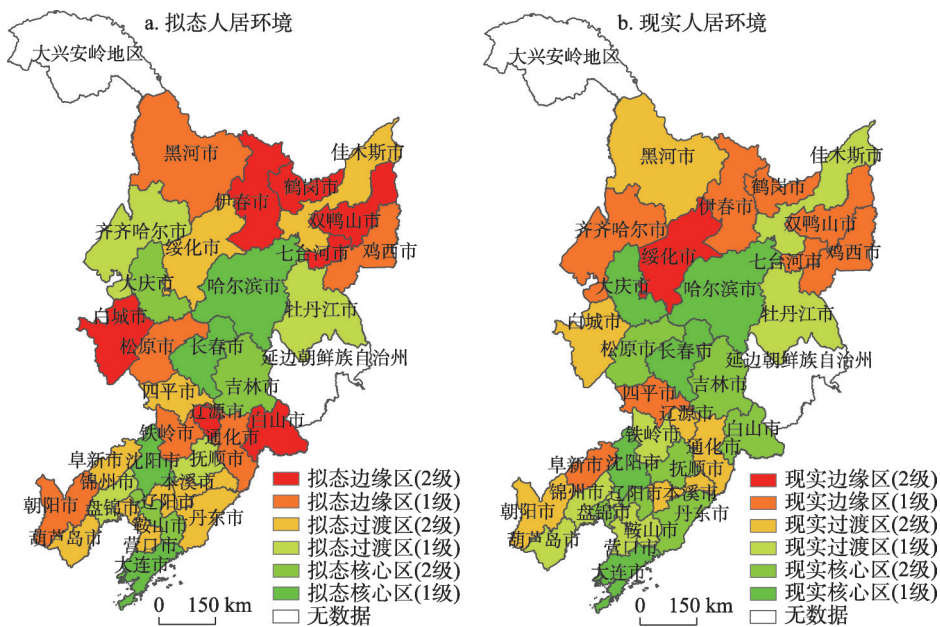 a. 拟态人居环境
大兴安岭地区
黑河市
佳木斯市
鹤岗市
伊春市
双鸭山市
齐齐哈尔市
绥化市
七台河市
鸡西市
大庆市
哈尔滨市
白城市
牡丹江市
松原市
长春市
延边朝鲜族自治州
吉林市
四平市
辽源市
白山市
铁岭市
通化市
阜新市
沈阳市
抚顺市
锦州市
本溪市
朝阳市
盘锦市
辽阳市
丹东市
葫芦岛市
鞍山市
营口市
大连市
拟态边缘区(2级)
拟态边缘区(1级)
拟态过渡区(2级)
拟态过渡区(1级)
拟态核心区(2级)
拟态核心区(1级)
无数据
0 150 km
b. 现实人居环境
大兴安岭地区
黑河市
佳木斯市
鹤岗市
伊春市
双鸭山市
齐齐哈尔市
绥化市
七台河市
鸡西市
大庆市
哈尔滨市
白城市
牡丹江市
松原市
长春市
延边朝鲜族自治州
吉林市
四平市
辽源市
白山市
铁岭市
通化市
阜新市
沈阳市
抚顺市
锦州市
辽阳市
本溪市
朝阳市
盘锦市
丹东市
葫芦岛市
鞍山市
营口市
大连市
现实边缘区(2级)
现实边缘区(1级)
现实过渡区(2级)
现实过渡区(1级)
现实核心区(2级)
现实核心区(1级)
无数据
0 150 km